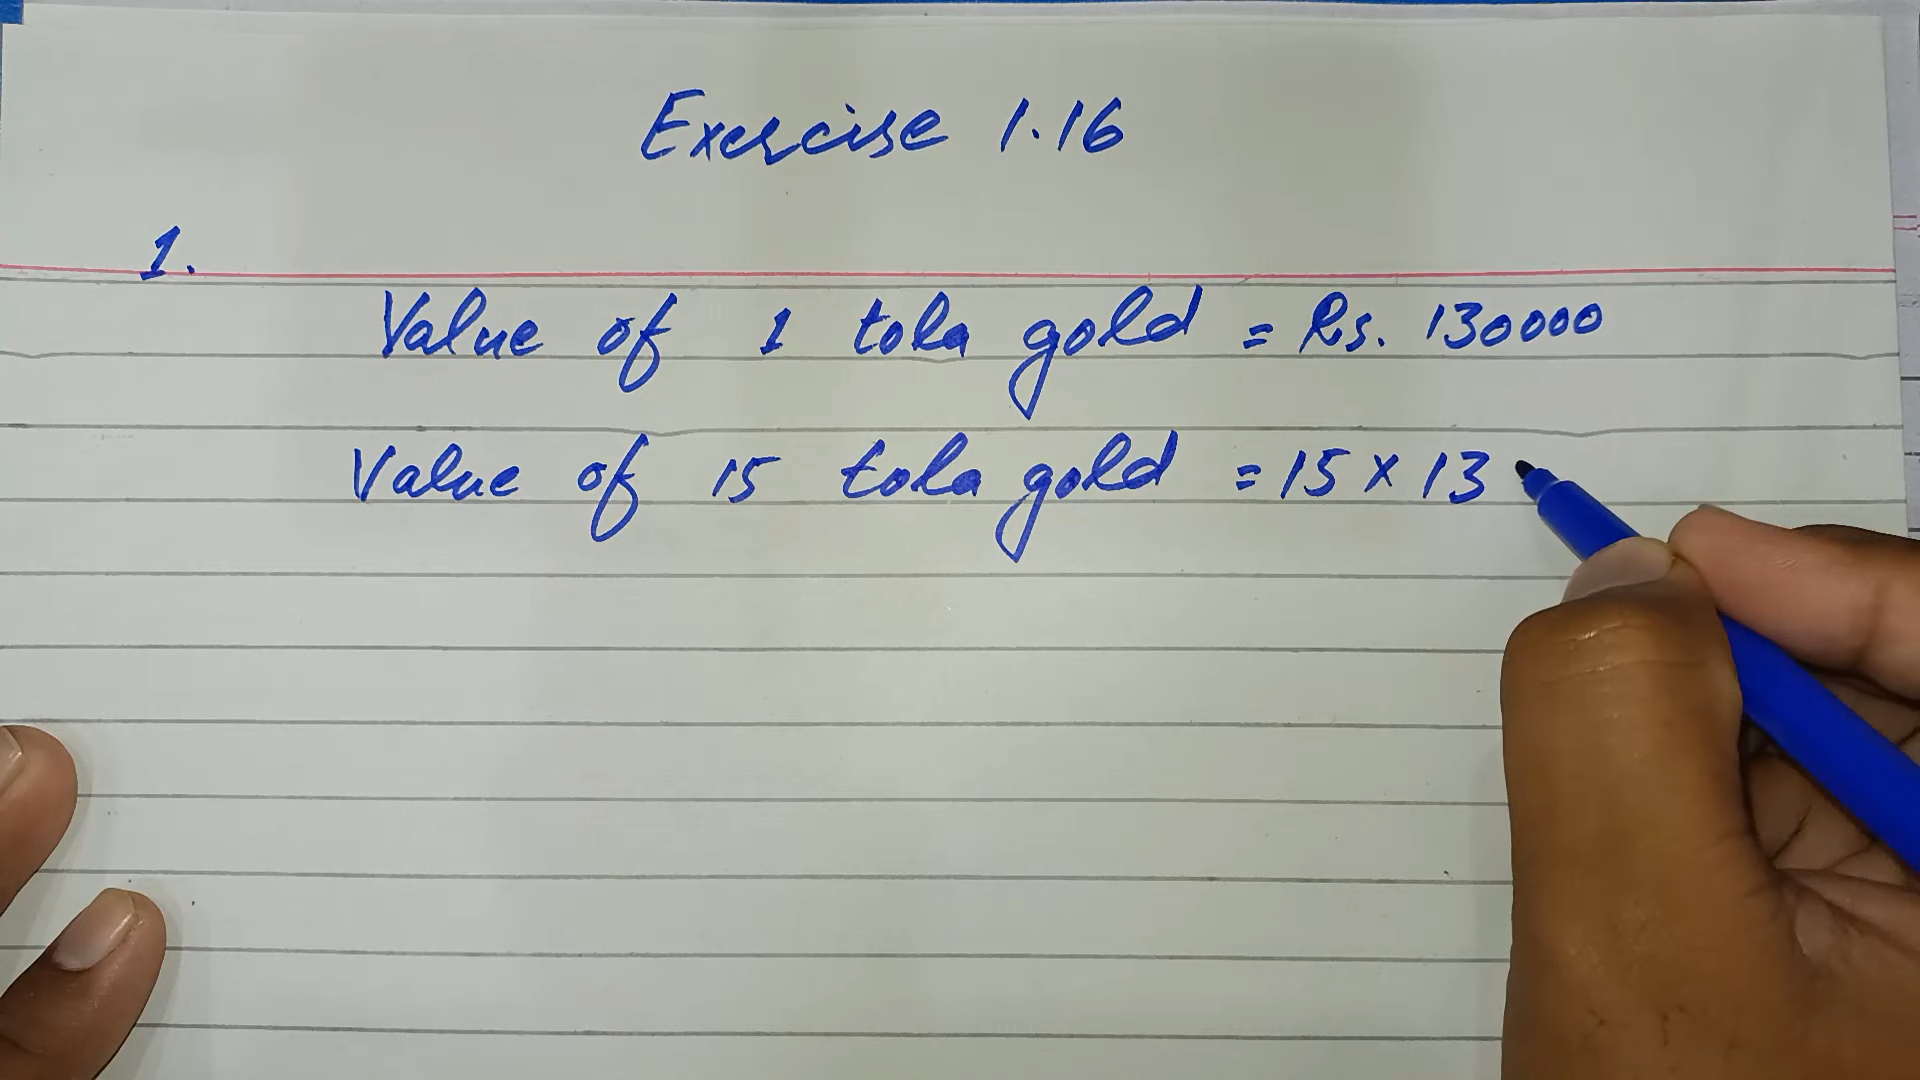 Exercise 1.16
1.
Value of 1 tola gold = Rs. 130000
Value of 15 tola gold = 15 × 13